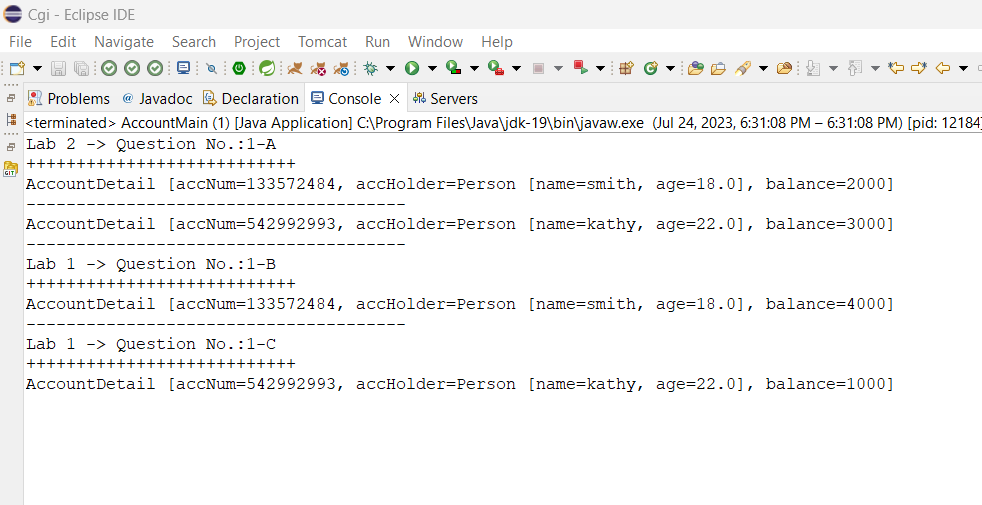 Cgi - Eclipse IDE
File Edit Navigate Search Project Tomcat Run Window Help
Problems @ Javadoc Declaration Console Servers
<terminated> AccountMain (1) [Java Application] C:\Program Files\Java\jdk-19\bin\javaw.exe (Jul 24, 2023, 6:31:08 PM – 6:31:08 PM) [pid: 12184]
Lab 2 -> Question No.:1-A
+++++++++++++++++++++++++++
AccountDetail [accNum=133572484, accHolder=Person [name=smith, age=18.0], balance=2000]
--------------------------------------
AccountDetail [accNum=542992993, accHolder=Person [name=kathy, age=22.0], balance=3000]
--------------------------------------
Lab 1 -> Question No.:1-B
+++++++++++++++++++++++++++
AccountDetail [accNum=133572484, accHolder=Person [name=smith, age=18.0], balance=4000]
--------------------------------------
Lab 1 -> Question No.:1-C
+++++++++++++++++++++++++++
AccountDetail [accNum=542992993, accHolder=Person [name=kathy, age=22.0], balance=1000]
GIT